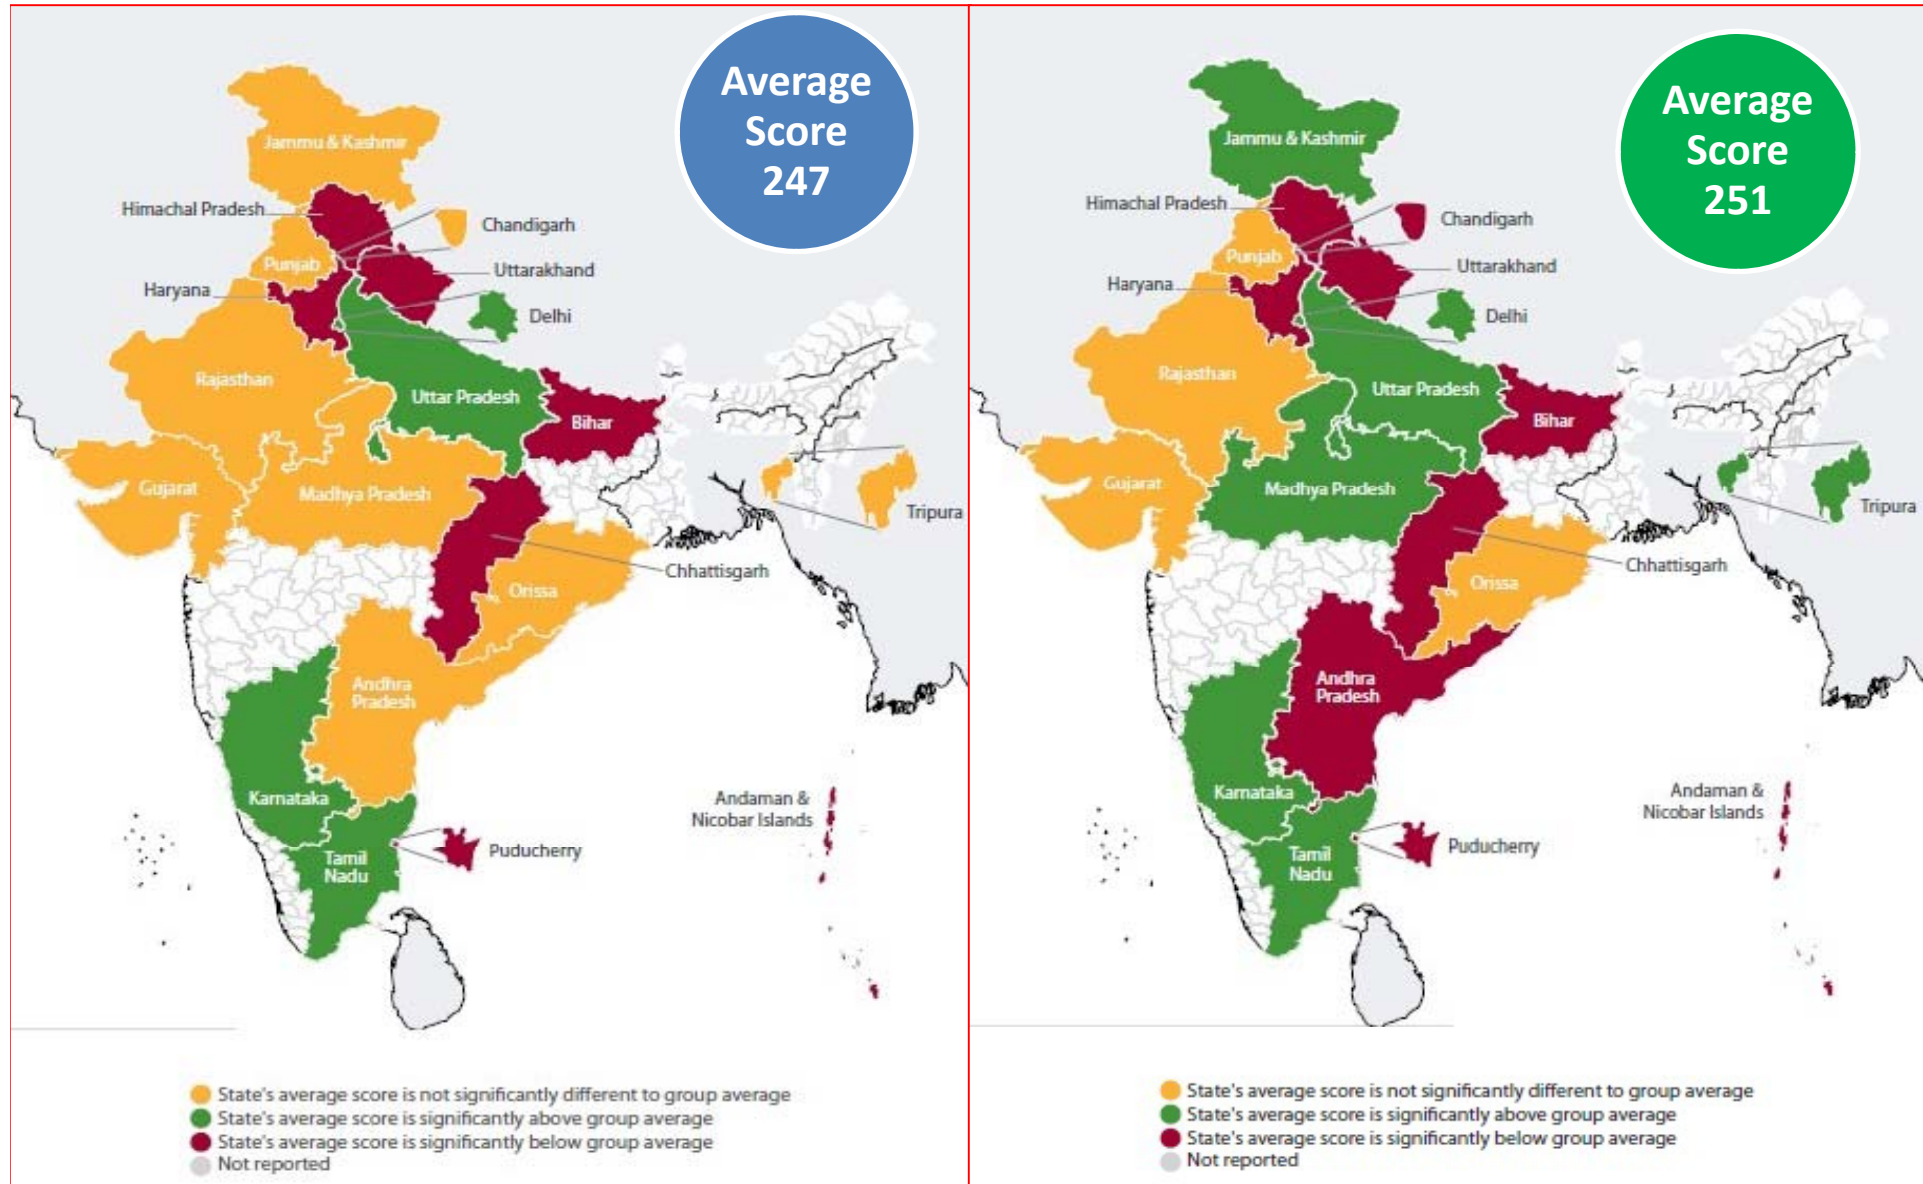 Average
Score
247
Jammu & Kashmir
Himachal Pradesh
Chandigarh
Punjab
Uttarakhand
Haryana
Delhi
Rajasthan
Uttar Pradesh
Bihar
Gujarat
Madhya Pradesh
Tripura
Chhattisgarh
Orissa
Andhra
Pradesh
Karnataka
Andaman &
Nicobar Islands
Tamil
Nadu
Puducherry
State's average score is not significantly different to group average
State's average score is significantly above group average
State's average score is significantly below group average
Not reported
Average
Score
251
Jammu & Kashmir
Himachal Pradesh
Chandigarh
Punjab
Uttarakhand
Haryana
Delhi
Rajasthan
Uttar Pradesh
Bihar
Gujarat
Madhya Pradesh
Tripura
Chhattisgarh
Orissa
Andhra
Pradesh
Karnataka
Andaman &
Nicobar Islands
Tamil
Nadu
Puducherry
State's average score is not significantly different to group average
State's average score is significantly above group average
State's average score is significantly below group average
Not reported